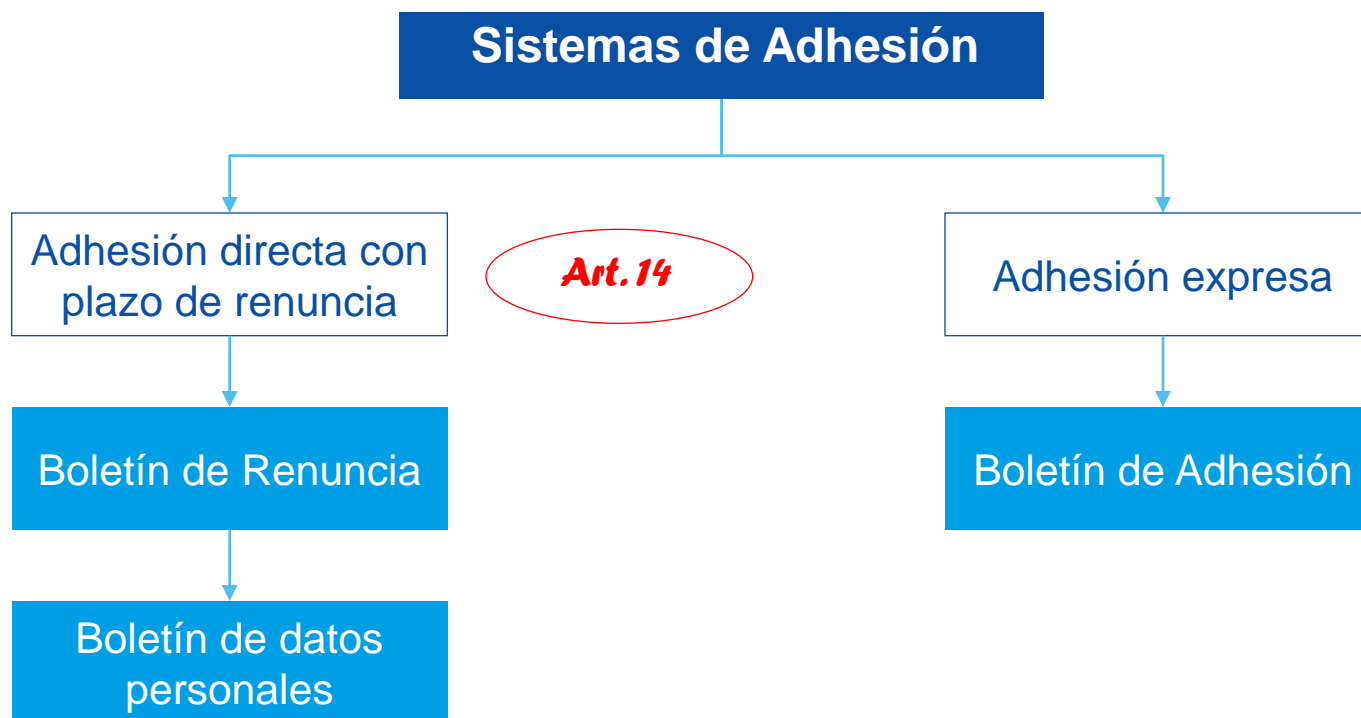 Sistemas de Adhesión
Adhesión directa con
plazo de renuncia
Art. 14
Adhesión expresa
Boletín de Renuncia
Boletín de Adhesión
Boletín de datos
personales